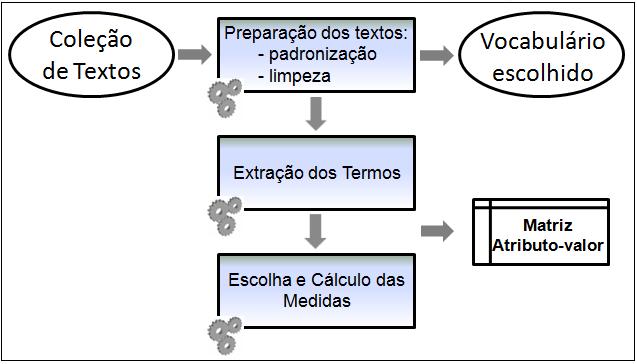 Coleção
de Textos
Preparação dos textos:
- padronização
- limpeza
Vocabulário
escolhido
Extração dos Termos
Matriz
Atributo-valor
Escolha e Cálculo das
Medidas